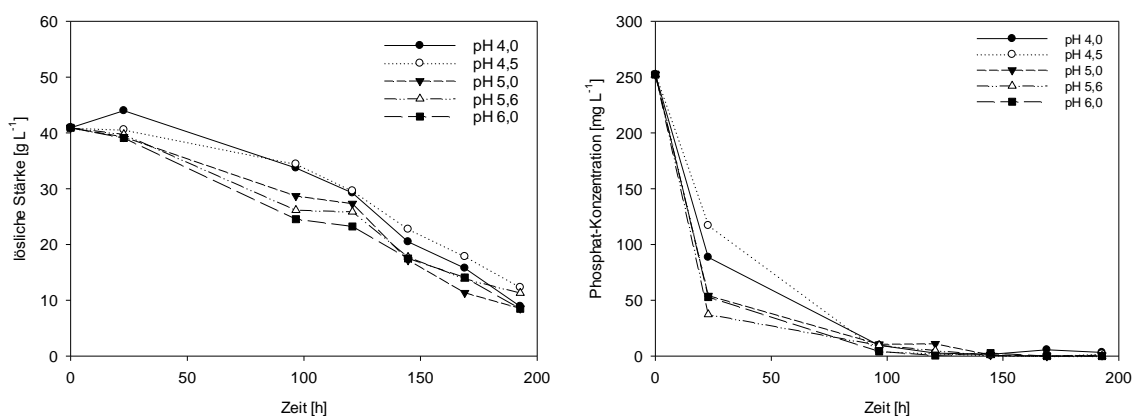 60
50
40
30
20
10
0
lösliche Stärke [g L-1]
pH 4,0
pH 4,5
pH 5,0
pH 5,6
pH 6,0
0 50 100 150 200
Zeit [h]
300
250
200
150
100
50
0
Phosphat-Konzentration [mg L-1]
pH 4,0
pH 4,5
pH 5,0
pH 5,6
pH 6,0
0 50 100 150 200
Zeit [h]